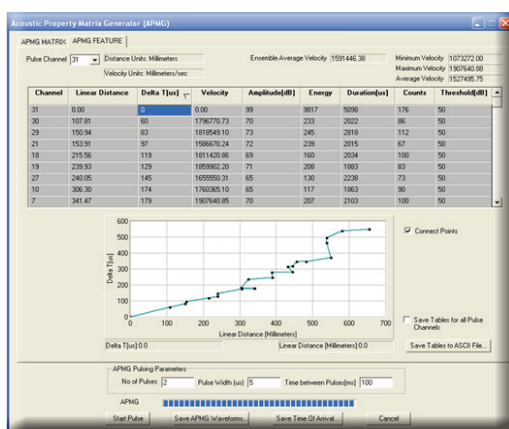 Acoustic Property Matrix Generator (APMG)
APMG MATRIX APMG FEATURE
Pulse Channel 31 Distance Units: Millimeters Ensemble Average Velocity 1591446.38 Minimum Velocity 1073272.00
Velocity Units: Millimeters/sec Maximum Velocity 1907640.88
Average Velocity 1527495.75
Channel Linear Distance Delta T[us] Velocity Amplitude[dB] Energy Duration[us] Counts Threshold[dB]
31 0.00 0 0.00 99 9817 5098 176 50
30 107.81 60 1796770.73 70 233 2022 86 50
29 150.94 83 1818549.10 73 245 2818 112 50
21 153.91 97 1586670.24 72 239 2015 67 50
18 215.56 119 1811420.06 69 160 2034 100 50
19 239.93 129 1859902.20 71 208 1883 83 50
27 240.05 145 1655550.31 65 130 2238 73 50
10 306.30 174 1760365.10 65 117 1863 90 50
7 341.47 179 1907640.85 70 207 2103 100 50
600
500
400
300
200
100
0
Delta T[us]
0 100 200 300 400 500 600 700
Linear Distance [Millimeters]
Connect Points
Save Tables for all Pulse
Channels
Delta T[us]:0.0 Linear Distance [Millimeters]:0.0 Save Tables to ASCII File...
APMG Pulsing Parameters
No of Pulses 2 Pulse Width (us) 5 Time between Pulses(ms) 100
APMG
Start Pulse Save APMG Waveforms... Save Time Of Arrival... Cancel